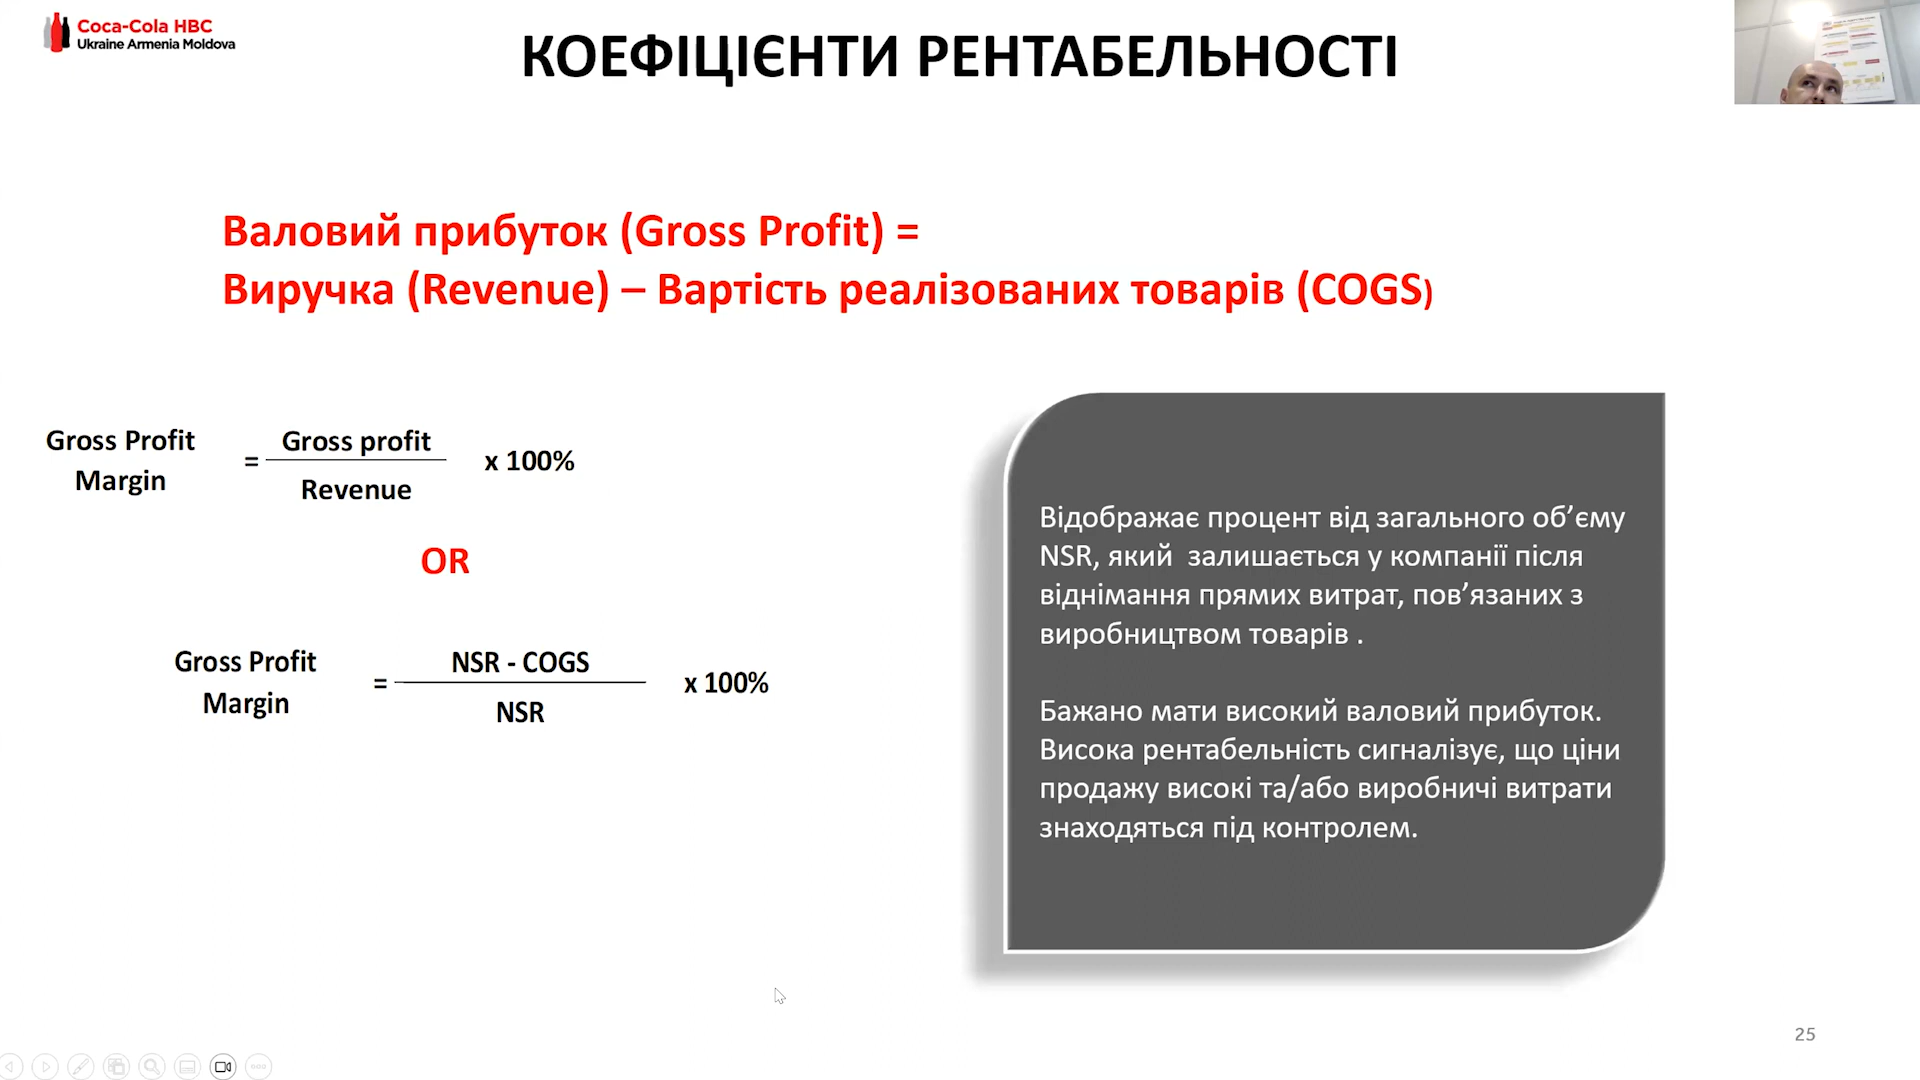 Coca-Cola HBC
Ukraine Armenia Moldova
КОЕФІЦІЄНТИ РЕНТАБЕЛЬНОСТІ
Валовий прибуток (Gross Profit) =
Виручка (Revenue) – Вартість реалізованих товарів (COGS)
Gross Profit
Margin
=
Gross profit
Revenue
x 100%
OR
Gross Profit
Margin
=
NSR - COGS
NSR
x 100%
Відображає процент від загального об’єму
NSR, який залишається у компанії після
віднімання прямих витрат, пов’язаних з
виробництвом товарів .
Бажано мати високий валовий прибуток.
Висока рентабельність сигналізує, що ціни
продажу високі та/або виробничі витрати
знаходяться під контролем.
25